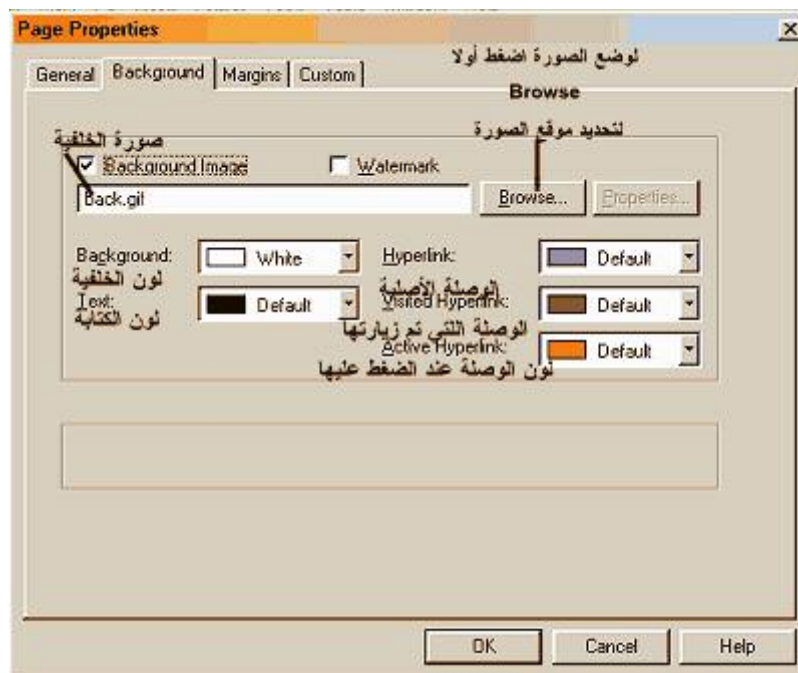 Page Properties
General Background Margins Custom
لوضع الصورة اضغط أولا
Browse
لتحديد موقع الصورة
صورة الخلفية
Background Image Watermark
Back.gif Browse... Properties...
Background: White Hyperlink: Default
لون الخلفية الوصلة الأصلية
Text: Default Visited Hyperlink: Default
لون الكتابة الوصلة اللتي تم زيارتها
Active Hyperlink: Default
لون الوصلة عند الضغط عليها
OK Cancel Help